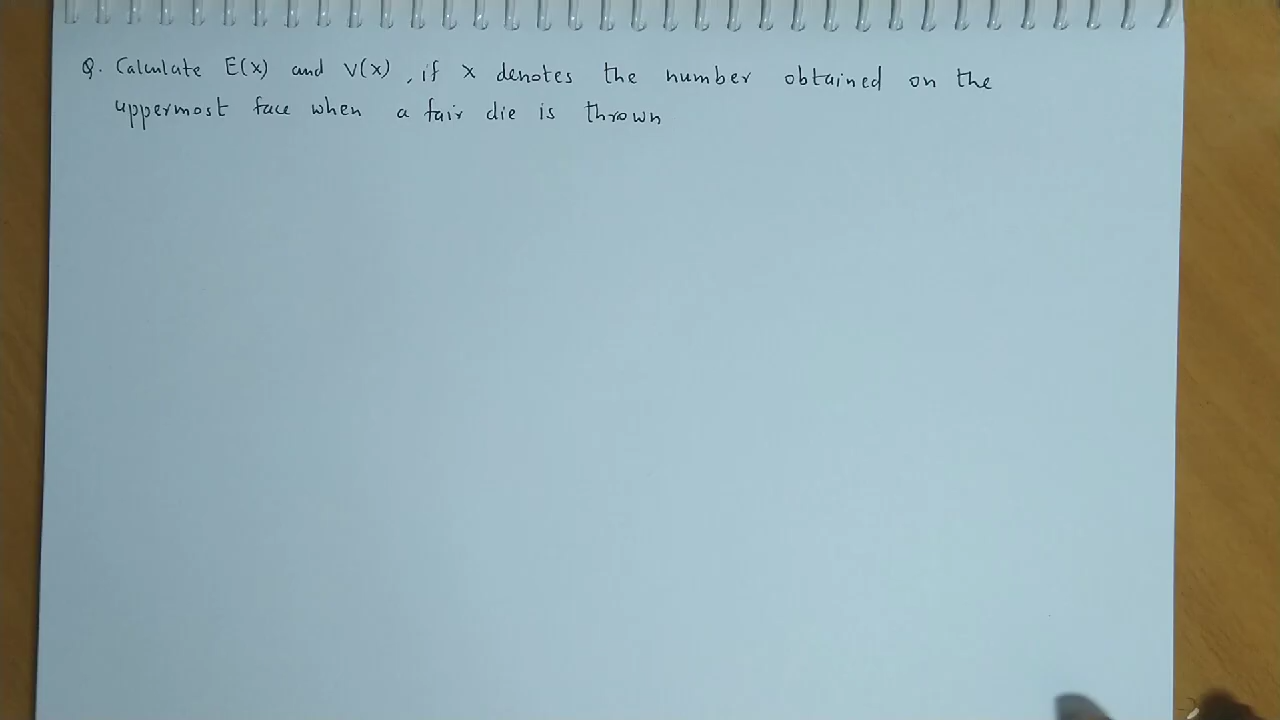 Q. Calculate E(x) and V(x), if x denotes the number obtained on the
uppermost face when a fair die is thrown